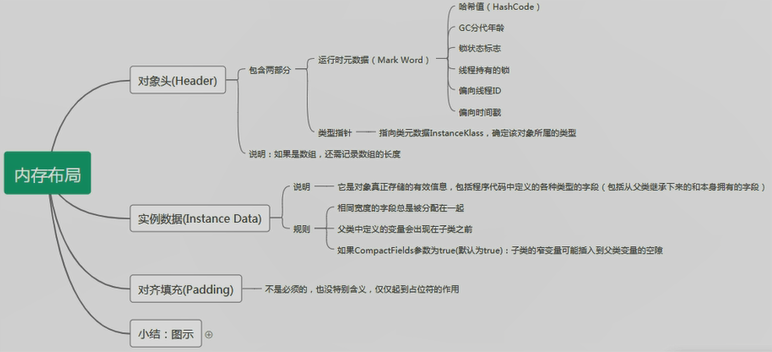 内存布局
对象头(Header)
包含两部分
运行时元数据（Mark Word）
哈希值（HashCode）
GC分代年龄
锁状态标志
线程持有的锁
偏向线程ID
偏向时间戳
类型指针
指向类元数据InstanceKlass，确定该对象所属的类型
说明：如果是数组，还需记录数组的长度
实例数据(Instance Data)
说明
它是对象真正存储的有效信息，包括程序代码中定义的各种类型的字段（包括从父类继承下来的和本身拥有的字段）
规则
相同宽度的字段总是被分配在一起
父类中定义的变量会出现在子类之前
如果CompactFields参数为true(默认为true)：子类的窄变量可能插入到父类变量的空隙
对齐填充(Padding)
不是必须的，也没特别含义，仅仅起到占位符的作用
小结：图示